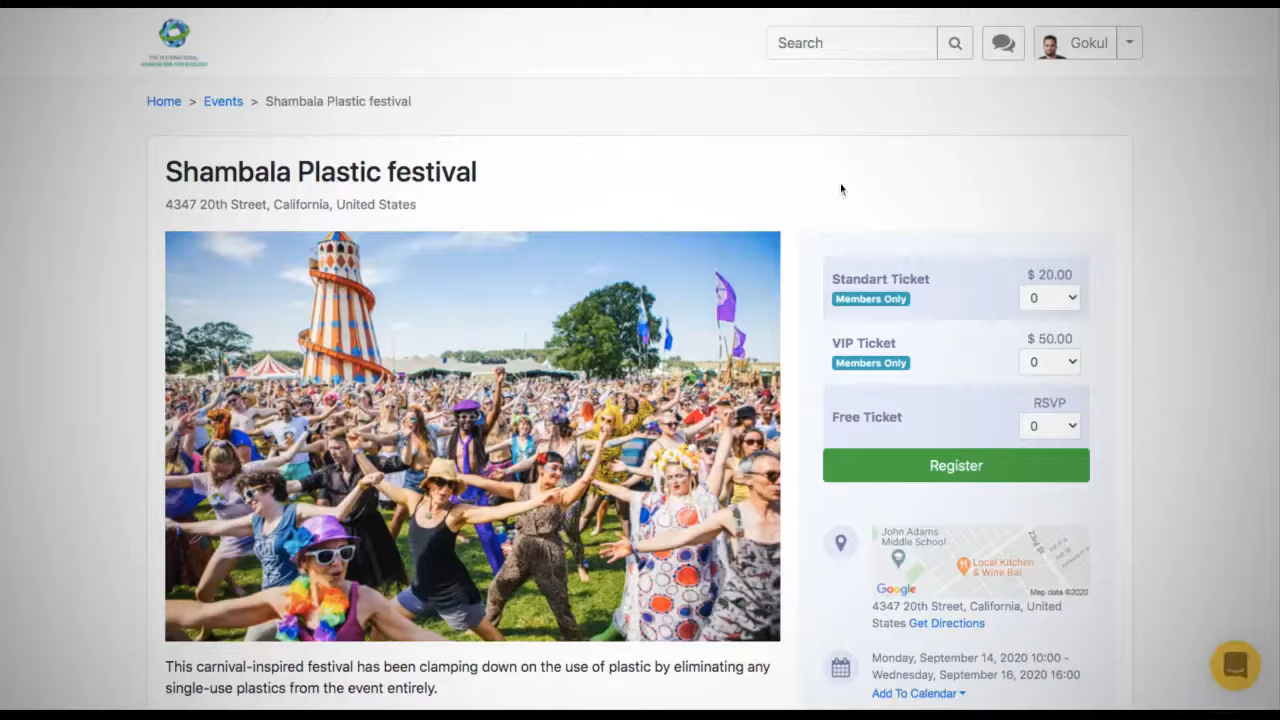 Search
Gokul
THE INTERNATIONAL
Home > Events > Shambala Plastic festival
Shambala Plastic festival
4347 20th Street, California, United States
Standart Ticket
Members Only
$ 20.00
0
VIP Ticket
Members Only
$ 50.00
0
Free Ticket
RSVP
0
Register
John Adams
Middle School
23rd St
Local Kitchen
& Wine Bar
Google
Map data ©2020
4347 20th Street, California, United
States Get Directions
Monday, September 14, 2020 10:00 -
Wednesday, September 16, 2020 16:00
Add To Calendar
This carnival-inspired festival has been clamping down on the use of plastic by eliminating any
single-use plastics from the event entirely.